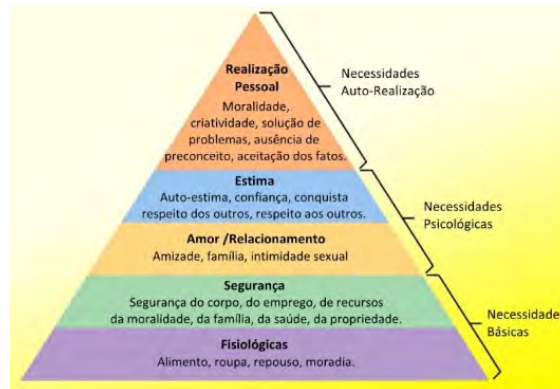 Realização
Pessoal
Moralidade,
criatividade, solução de
problemas, ausência de
preconceito, aceitação dos fatos.
Necessidades
Auto-Realização
Estima
Auto-estima, confiança, conquista
respeito dos outros, respeito aos outros.
Amor /Relacionamento
Amizade, família, intimidade sexual
Necessidades
Psicológicas
Segurança
Segurança do corpo, do emprego, de recursos
da moralidade, da família, da saúde, da propriedade.
Fisiológicas
Alimento, roupa, repouso, moradia.
Necessidade
Básicas